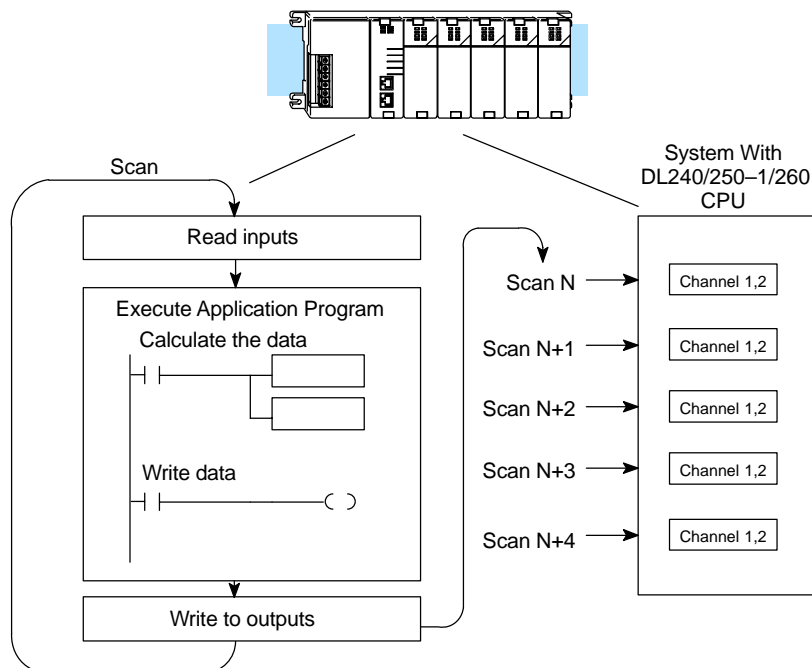 System With
DL240/250–1/260
CPU
Scan
Read inputs
Execute Application Program
Calculate the data
Write data
Write to outputs
Scan N
Channel 1,2
Scan N+1
Channel 1,2
Scan N+2
Channel 1,2
Scan N+3
Channel 1,2
Scan N+4
Channel 1,2